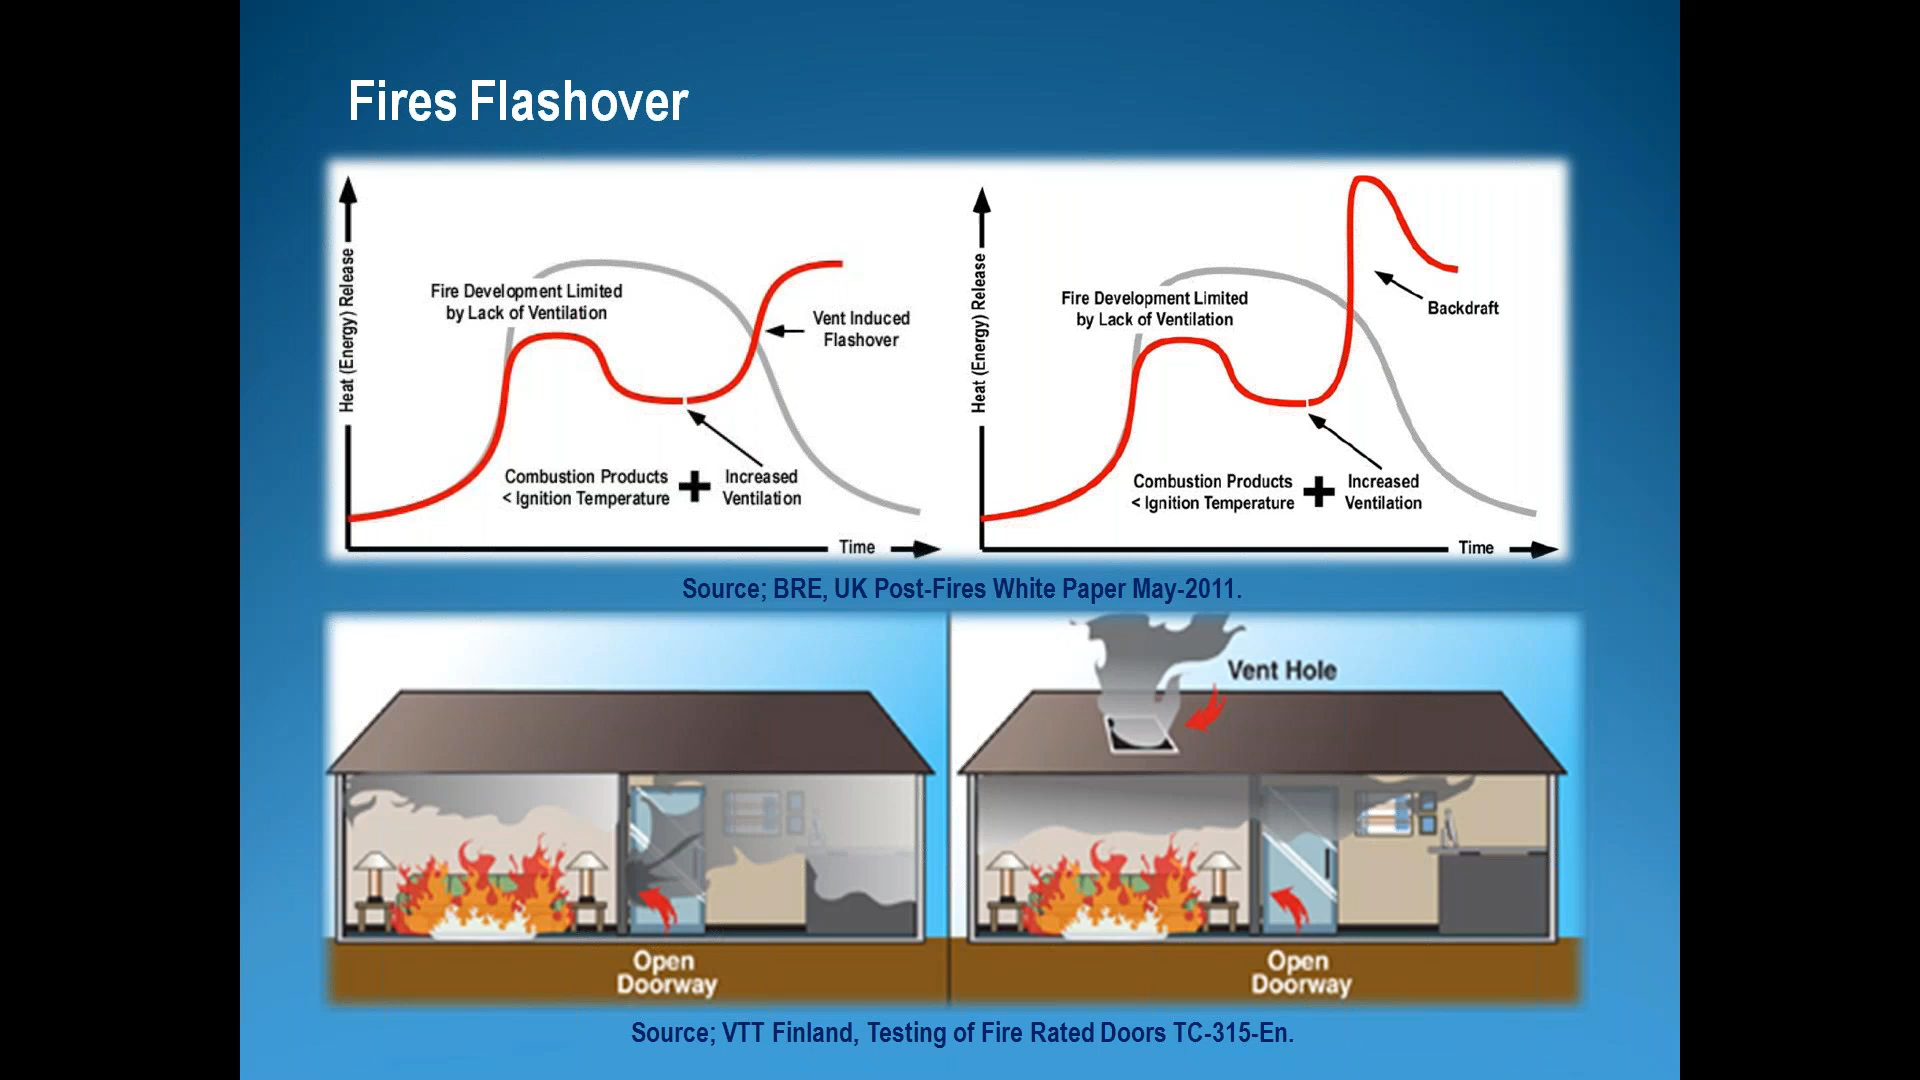 Fires Flashover
Heat (Energy) Release
Fire Development Limited
by Lack of Ventilation
Vent Induced
Flashover
Combustion Products
< Ignition Temperature
+
Increased
Ventilation
Time
Heat (Energy) Release
Fire Development Limited
by Lack of Ventilation
Backdraft
Combustion Products
< Ignition Temperature
+
Increased
Ventilation
Time
Source; BRE, UK Post-Fires White Paper May-2011.
Vent Hole
Open
Doorway
Open
Doorway
Source; VTT Finland, Testing of Fire Rated Doors TC-315-En.